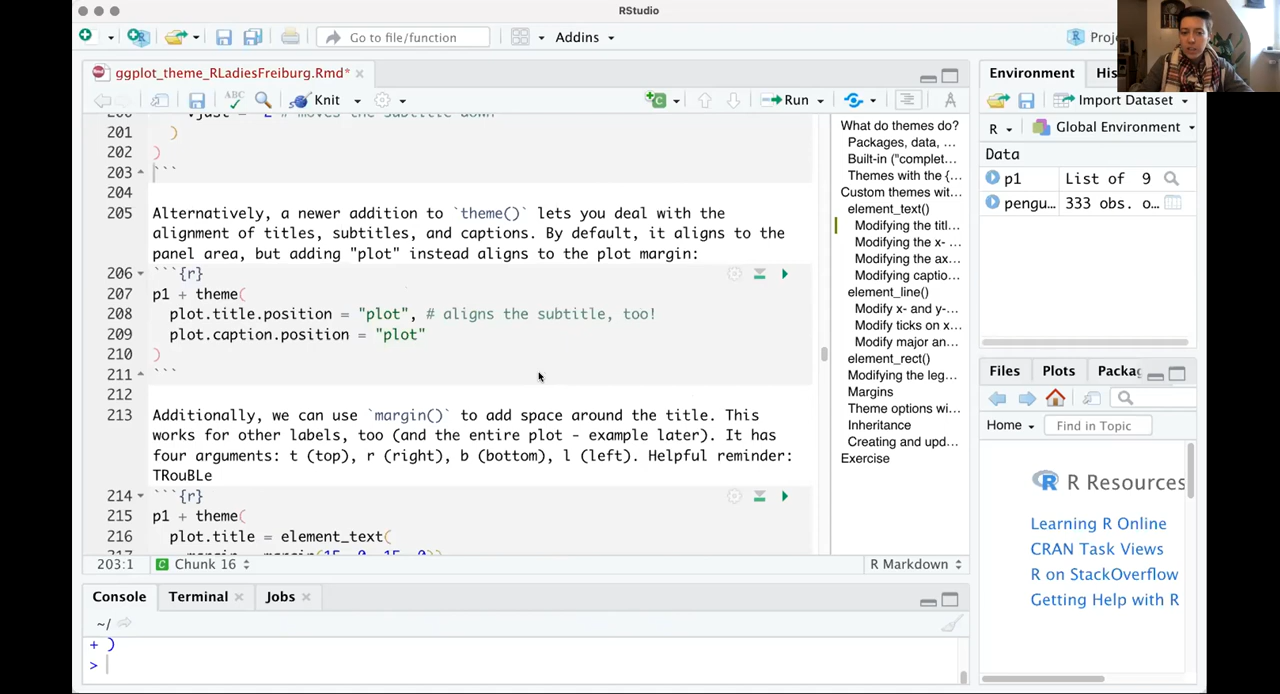 RStudio
Go to file/function
Addins
Proj
ggplot_theme_RLadiesFreiburg.Rmd*
Environment
His
ABC
Knit
Run
Import Dataset
R
Global Environment
Data
p1 List of 9
pengu... 333 obs. o...
201 )
202 )
203 ```
204
205 Alternatively, a newer addition to `theme()` lets you deal with the
alignment of titles, subtitles, and captions. By default, it aligns to the
panel area, but adding "plot" instead aligns to the plot margin:
206 ```{r}
207 p1 + theme(
208 plot.title.position = "plot", # aligns the subtitle, too!
209 plot.caption.position = "plot"
210 )
211 ```
212
213 Additionally, we can use `margin()` to add space around the title. This
works for other labels, too (and the entire plot - example later). It has
four arguments: t (top), r (right), b (bottom), l (left). Helpful reminder:
TRouBLe
214 ```{r}
215 p1 + theme(
216 plot.title = element_text(
What do themes do?
Packages, data, ...
Built-in ("complet...
Themes with the {...
Custom themes wit...
element_text()
Modifying the titl...
Modifying the x- ...
Modifying the ax...
Modifying captio...
element_line()
Modify x- and y-...
Modify ticks on x...
Modify major an...
element_rect()
Modifying the leg...
Margins
Theme options wi...
Inheritance
Creating and upd...
Exercise
203:1
Chunk 16
R Markdown
Files
Plots
Packag
Home
Find in Topic
R Resources
Learning R Online
CRAN Task Views
R on StackOverflow
Getting Help with R
Console
Terminal
Jobs
~/
+ )
>